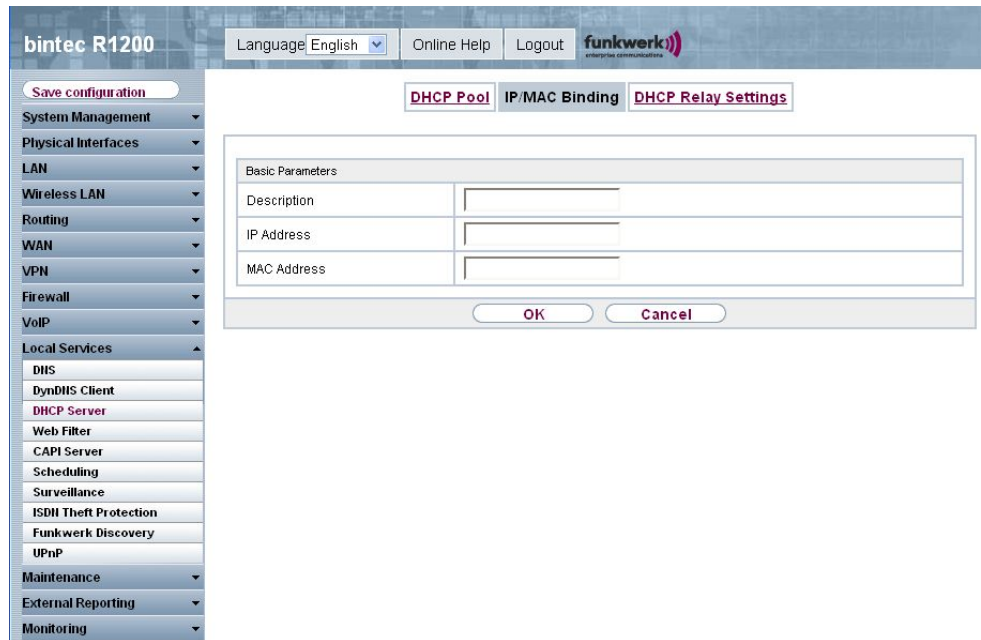 bintec R1200
Language English Online Help Logout funkwerk
enterprise communications
Save configuration
DHCP Pool IP/MAC Binding DHCP Relay Settings
System Management
Physical Interfaces
LAN
Wireless LAN
Routing
WAN
VPN
Firewall
VoIP
Local Services
DNS
DynDNS Client
DHCP Server
Web Filter
CAPI Server
Scheduling
Surveillance
ISDN Theft Protection
Funkwerk Discovery
UPnP
Maintenance
External Reporting
Monitoring
Basic Parameters
Description
IP Address
MAC Address
OK Cancel